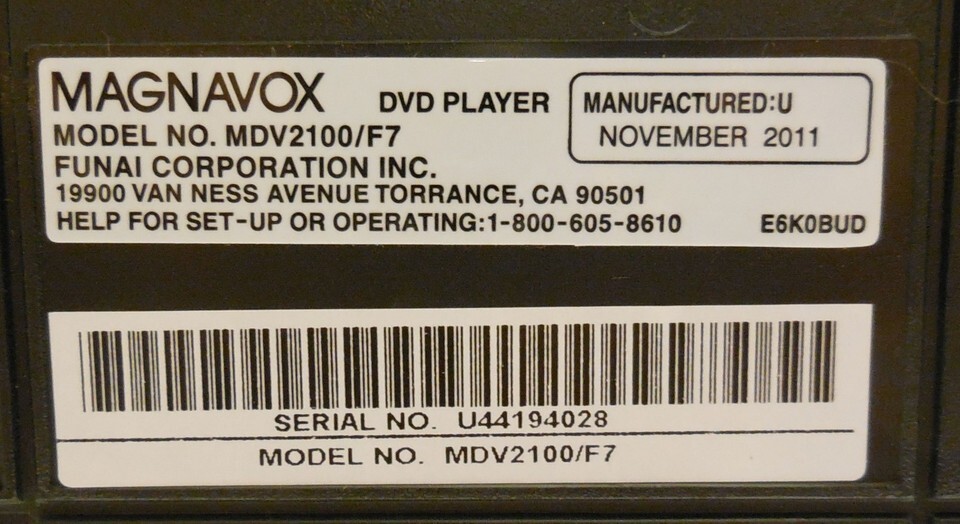 MAGNAVOX DVD PLAYER MANUFACTURED:U
MODEL NO. MDV2100/F7 NOVEMBER 2011
FUNAI CORPORATION INC.
19900 VAN NESS AVENUE TORRANCE, CA 90501
HELP FOR SET-UP OR OPERATING:1-800-605-8610 E6K0BUD
SERIAL NO. U44194028
MODEL NO. MDV2100/F7